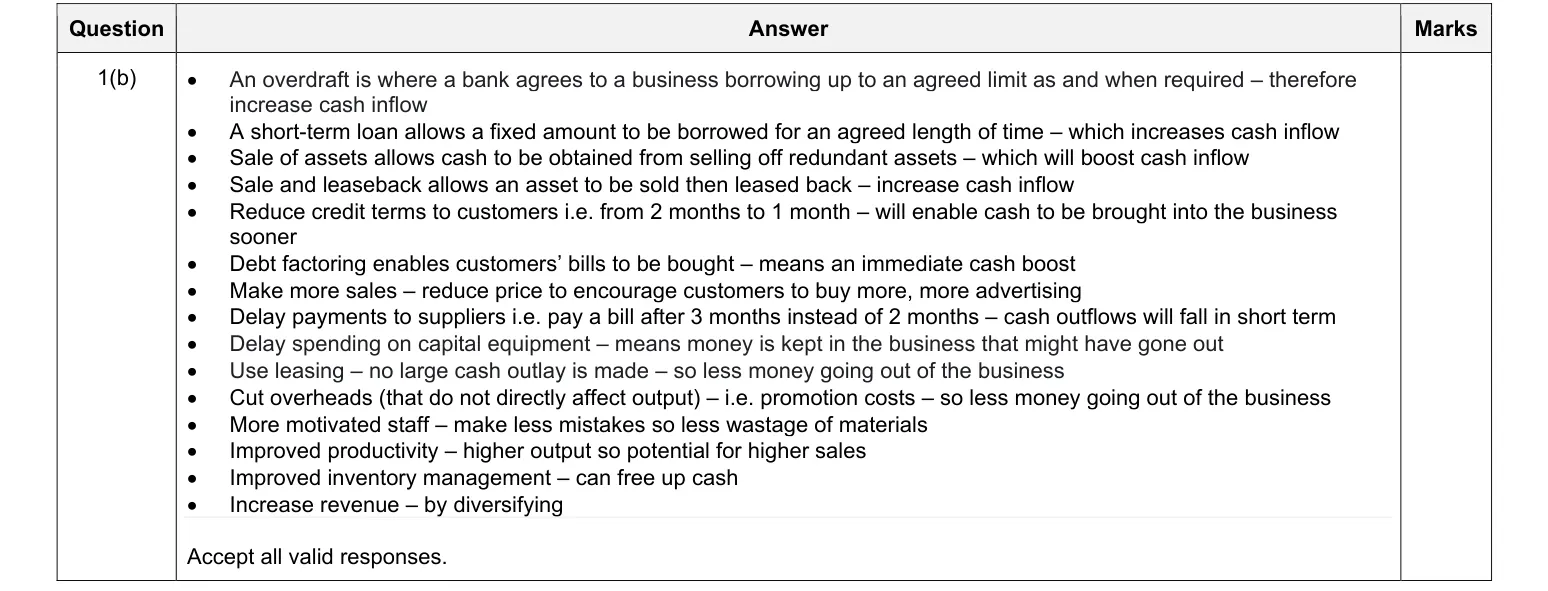 Question Answer Marks
1(b)
• An overdraft is where a bank agrees to a business borrowing up to an agreed limit as and when required – therefore
increase cash inflow
• A short-term loan allows a fixed amount to be borrowed for an agreed length of time – which increases cash inflow
• Sale of assets allows cash to be obtained from selling off redundant assets – which will boost cash inflow
• Sale and leaseback allows an asset to be sold then leased back – increase cash inflow
• Reduce credit terms to customers i.e. from 2 months to 1 month – will enable cash to be brought into the business
sooner
• Debt factoring enables customers’ bills to be bought – means an immediate cash boost
• Make more sales – reduce price to encourage customers to buy more, more advertising
• Delay payments to suppliers i.e. pay a bill after 3 months instead of 2 months – cash outflows will fall in short term
• Delay spending on capital equipment – means money is kept in the business that might have gone out
• Use leasing – no large cash outlay is made – so less money going out of the business
• Cut overheads (that do not directly affect output) – i.e. promotion costs – so less money going out of the business
• More motivated staff – make less mistakes so less wastage of materials
• Improved productivity – higher output so potential for higher sales
• Improved inventory management – can free up cash
• Increase revenue – by diversifying
Accept all valid responses.